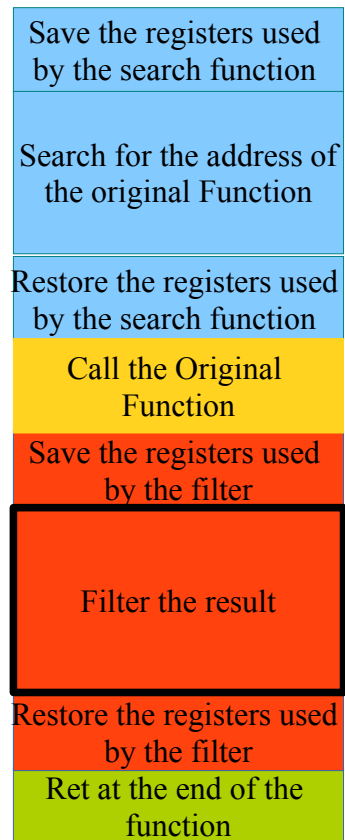 Save the registers used
by the search function
Search for the address of
the original Function
Restore the registers used
by the search function
Call the Original
Function
Save the registers used
by the filter
Filter the result
Restore the registers used
by the filter
Ret at the end of the
function